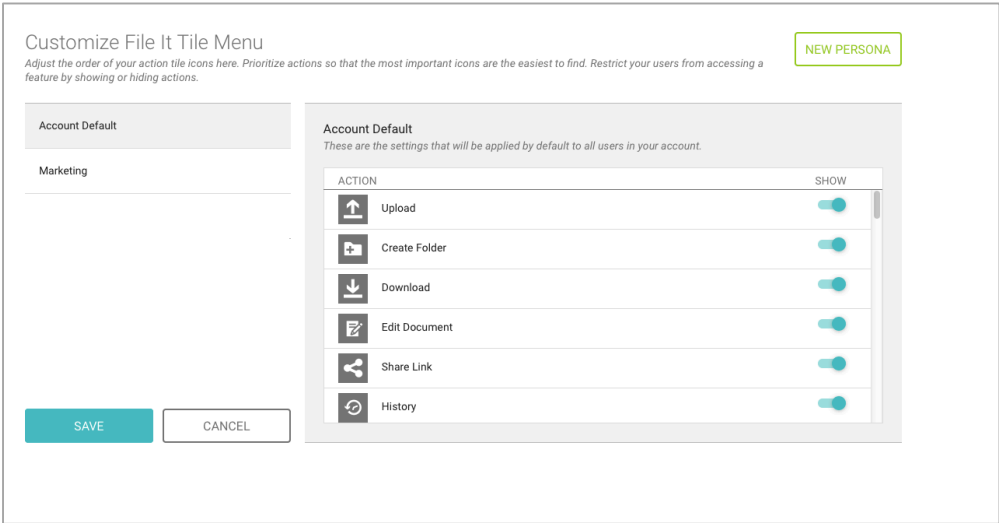 Customize File It Tile Menu
NEW PERSONA
Adjust the order of your action tile icons here. Prioritize actions so that the most important icons are the easiest to find. Restrict your users from accessing a
feature by showing or hiding actions.
Account Default
Marketing
Account Default
These are the settings that will be applied by default to all users in your account.
ACTION SHOW
Upload
Create Folder
Download
Edit Document
Share Link
History
SAVE CANCEL